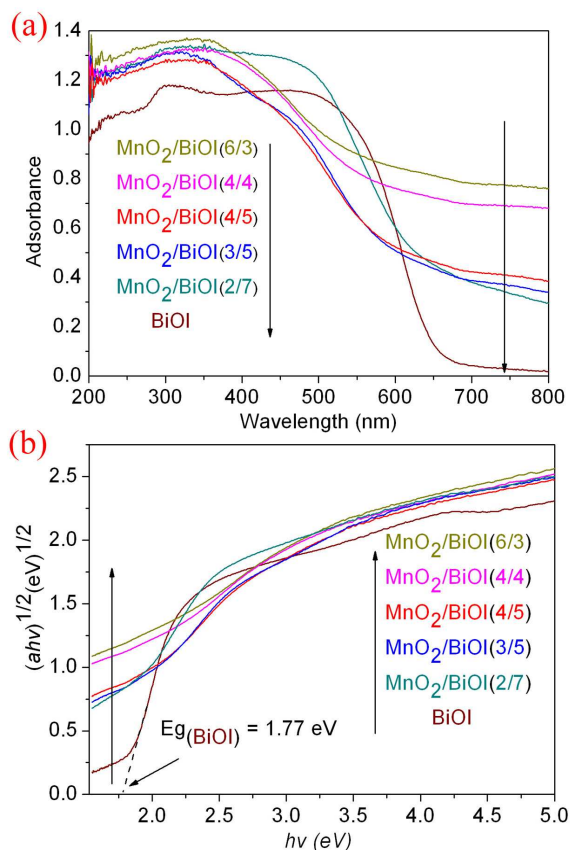 (a)
1.4
1.2
1.0
0.8
0.6
0.4
0.2
0.0
Adsorbance
MnO2/BiOI(6/3)
MnO2/BiOI(4/4)
MnO2/BiOI(4/5)
MnO2/BiOI(3/5)
MnO2/BiOI(2/7)
BiOI
200 300 400 500 600 700 800
Wavelength (nm)
(b)
2.5
2.0
1.5
1.0
0.5
0.0
(ahv)1/2(eV)1/2
MnO2/BiOI(6/3)
MnO2/BiOI(4/4)
MnO2/BiOI(4/5)
MnO2/BiOI(3/5)
MnO2/BiOI(2/7)
BiOI
Eg(BiOI) = 1.77 eV
2.0 2.5 3.0 3.5 4.0 4.5 5.0
hv (eV)